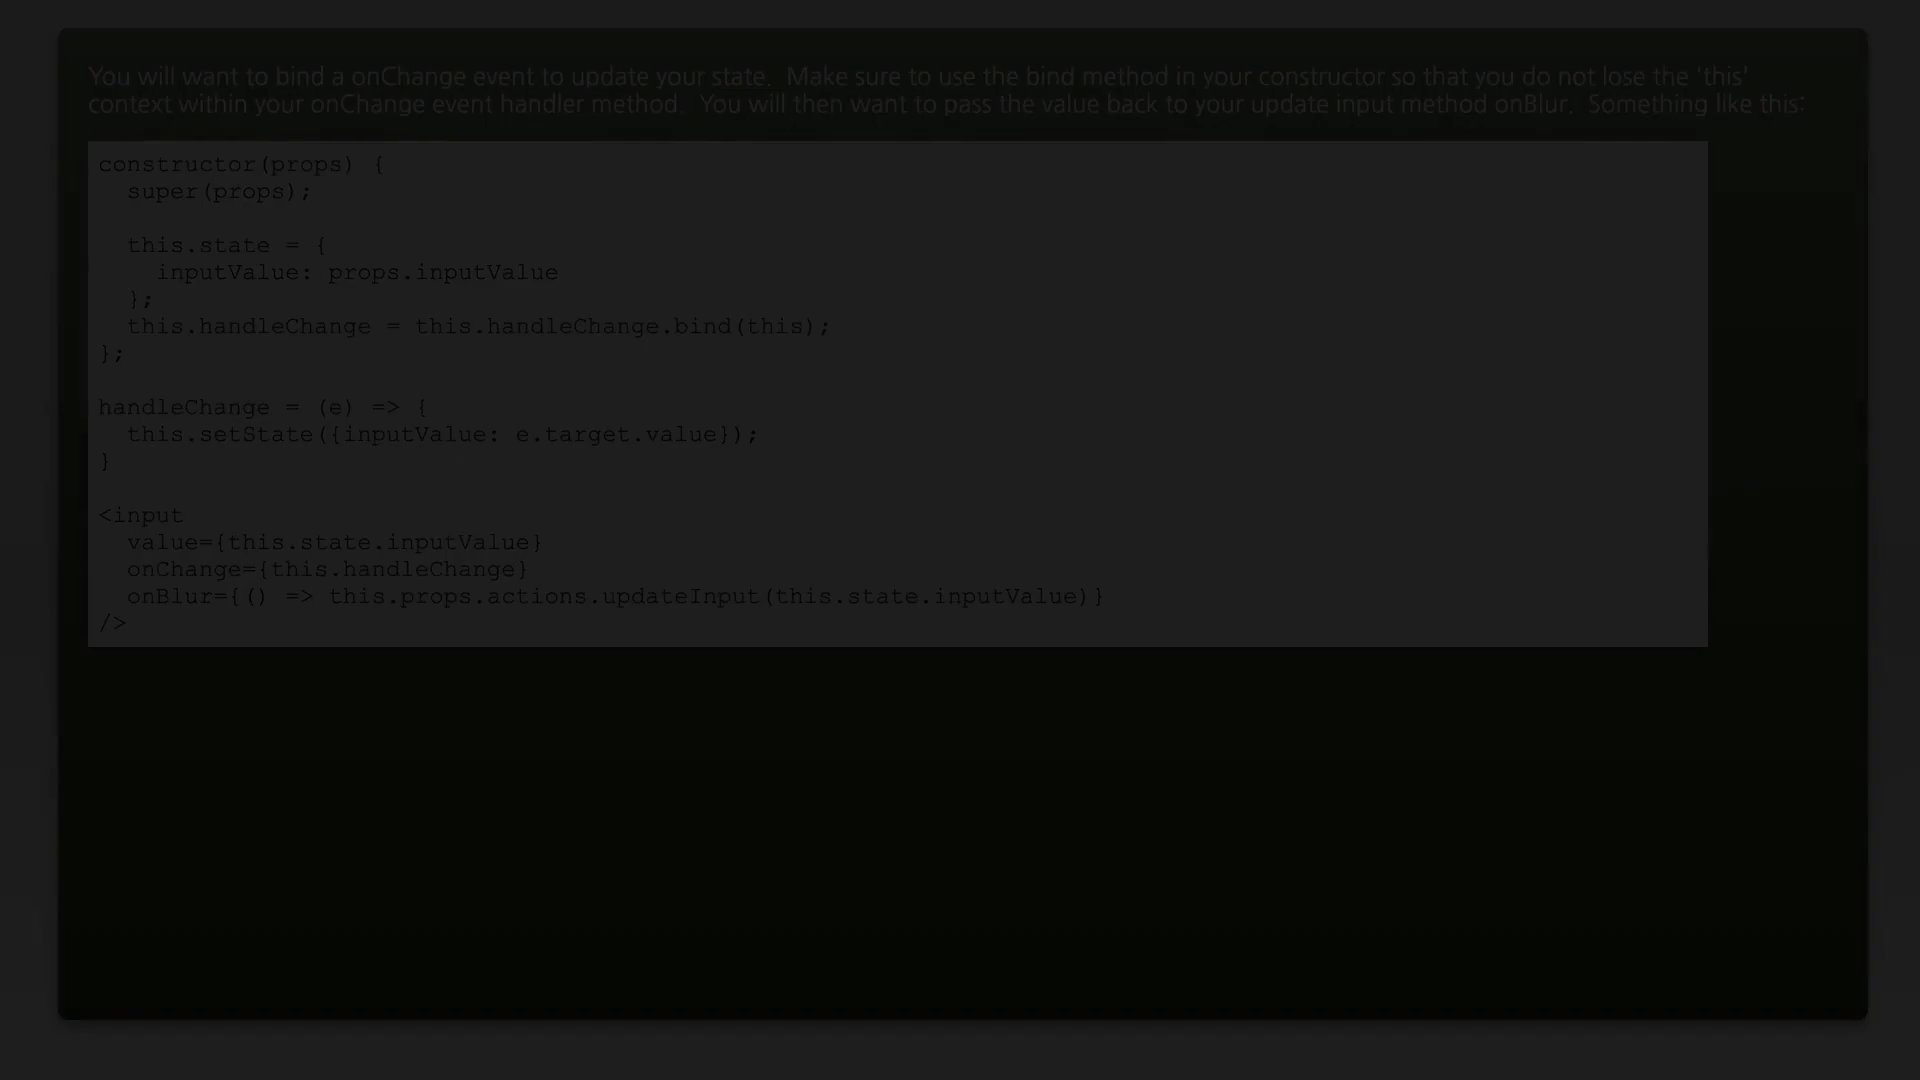 You will want to bind a onChange event to update your state.  Make sure to use the bind method in your constructor so that you do not lose the 'this'
context within your onChange event handler method.  You will then want to pass the value back to your update input method onBlur.  Something like this:
constructor(props) {
  super(props);
  this.state = {
    inputValue: props.inputValue
  };
  this.handleChange = this.handleChange.bind(this);
};
handleChange = (e) => {
  this.setState({inputValue: e.target.value});
}
<input
  value={this.state.inputValue}
  onChange={this.handleChange}
  onBlur={() => this.props.actions.updateInput(this.state.inputValue)}
/>